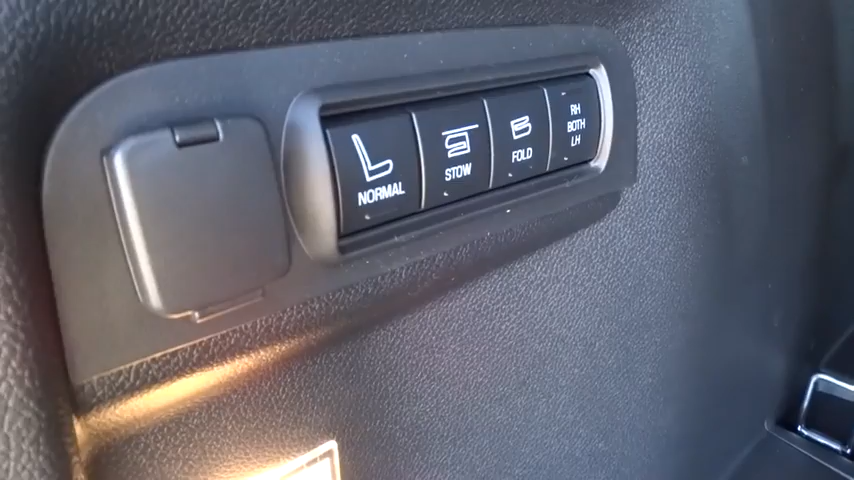 NORMAL
STOW
FOLD
RH
BOTH
LH